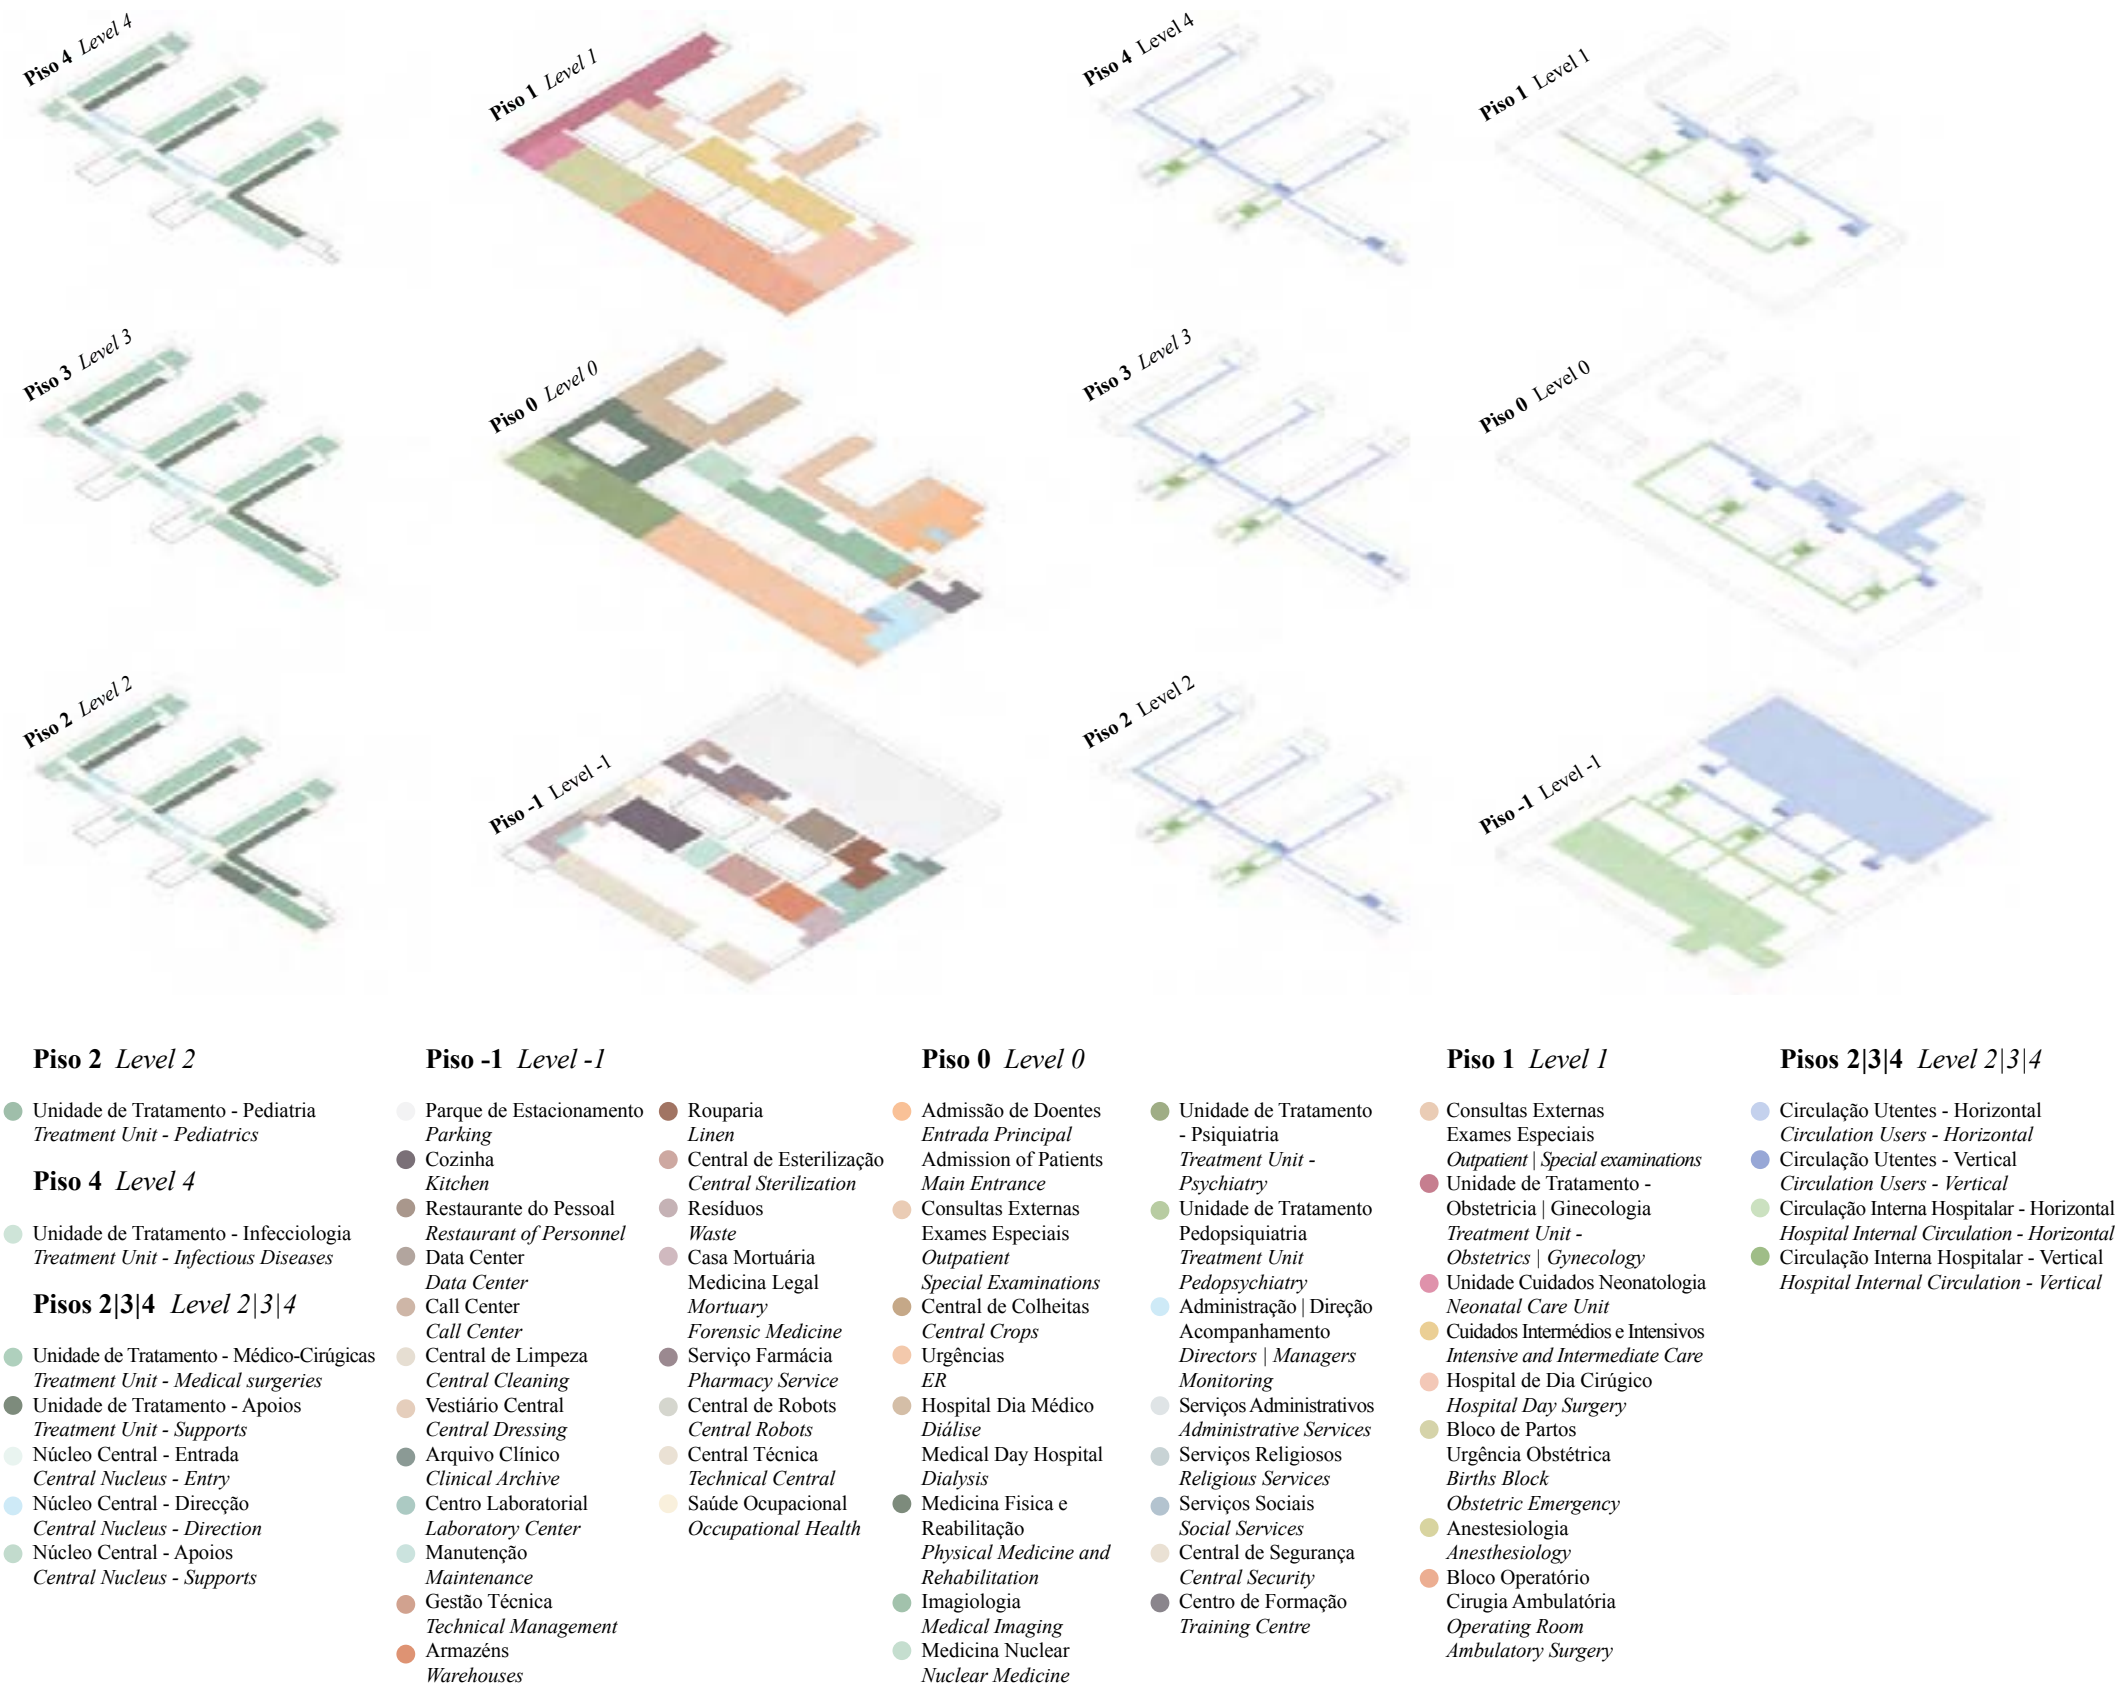 Piso 4 Level 4
Piso 1 Level 1
Piso 4 Level 4
Piso 1 Level 1
Piso 3 Level 3
Piso 0 Level 0
Piso 3 Level 3
Piso 0 Level 0
Piso 2 Level 2
Piso -1 Level -1
Piso 2 Level 2
Piso -1 Level -1
Piso 2 Level 2
Unidade de Tratamento - Pediatria
Treatment Unit - Pediatrics
Piso 4 Level 4
Unidade de Tratamento - Infecciologia
Treatment Unit - Infectious Diseases
Pisos 2|3|4 Level 2|3|4
Unidade de Tratamento - Médico-Cirúgicas
Treatment Unit - Medical surgeries
Unidade de Tratamento - Apoios
Treatment Unit - Supports
Núcleo Central - Entrada
Central Nucleus - Entry
Núcleo Central - Direcção
Central Nucleus - Direction
Núcleo Central - Apoios
Central Nucleus - Supports
Piso -1 Level -1
Parque de Estacionamento
Parking
Cozinha
Kitchen
Restaurante do Pessoal
Restaurant of Personnel
Data Center
Data Center
Call Center
Call Center
Central de Limpeza
Central Cleaning
Vestiário Central
Central Dressing
Arquivo Clínico
Clinical Archive
Centro Laboratorial
Laboratory Center
Manutenção
Maintenance
Gestão Técnica
Technical Management
Armazéns
Warehouses
Rouparia
Linen
Central de Esterilização
Central Sterilization
Resíduos
Waste
Casa Mortuária
Medicina Legal
Mortuary
Forensic Medicine
Serviço Farmácia
Pharmacy Service
Central de Robots
Central Robots
Central Técnica
Technical Central
Saúde Ocupacional
Occupational Health
Piso 0 Level 0
Admissão de Doentes
Entrada Principal
Admission of Patients
Main Entrance
Consultas Externas
Exames Especiais
Outpatient
Special Examinations
Central de Colheitas
Central Crops
Urgências
ER
Hospital Dia Médico
Diálise
Medical Day Hospital
Dialysis
Medicina Fisica e
Reabilitação
Physical Medicine and
Rehabilitation
Imagiologia
Medical Imaging
Medicina Nuclear
Nuclear Medicine
Unidade de Tratamento
- Psiquiatria
Treatment Unit -
Psychiatry
Unidade de Tratamento
Pedopsiquiatria
Treatment Unit
Pedopsychiatry
Administração | Direção
Acompanhamento
Directors | Managers
Monitoring
Serviços Administrativos
Administrative Services
Serviços Religiosos
Religious Services
Serviços Sociais
Social Services
Central de Segurança
Central Security
Centro de Formação
Training Centre
Piso 1 Level 1
Consultas Externas
Exames Especiais
Outpatient | Special examinations
Unidade de Tratamento -
Obstetricia | Ginecologia
Treatment Unit -
Obstetrics | Gynecology
Unidade Cuidados Neonatologia
Neonatal Care Unit
Cuidados Intermédios e Intensivos
Intensive and Intermediate Care
Hospital de Dia Cirúgico
Hospital Day Surgery
Bloco de Partos
Urgência Obstétrica
Births Block
Obstetric Emergency
Anestesiologia
Anesthesiology
Bloco Operatório
Cirugia Ambulatória
Operating Room
Ambulatory Surgery
Pisos 2|3|4 Level 2|3|4
Circulação Utentes - Horizontal
Circulation Users - Horizontal
Circulação Utentes - Vertical
Circulation Users - Vertical
Circulação Interna Hospitalar - Horizontal
Hospital Internal Circulation - Horizontal
Circulação Interna Hospitalar - Vertical
Hospital Internal Circulation - Vertical